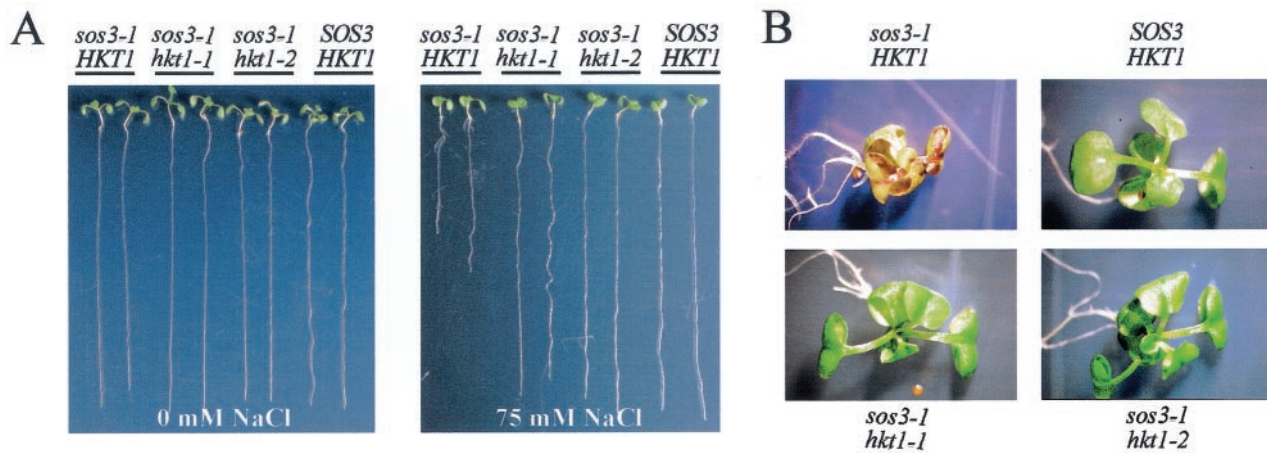 A
sos3-1 sos3-1 sos3-1 SOS3
HKT1 hkt1-1 hkt1-2 HKT1
sos3-1 sos3-1 sos3-1 SOS3
HKT1 hkt1-1 hkt1-2 HKT1
0 mM NaCl
75 mM NaCl
B
sos3-1
HKT1
SOS3
HKT1
sos3-1
hkt1-1
sos3-1
hkt1-2